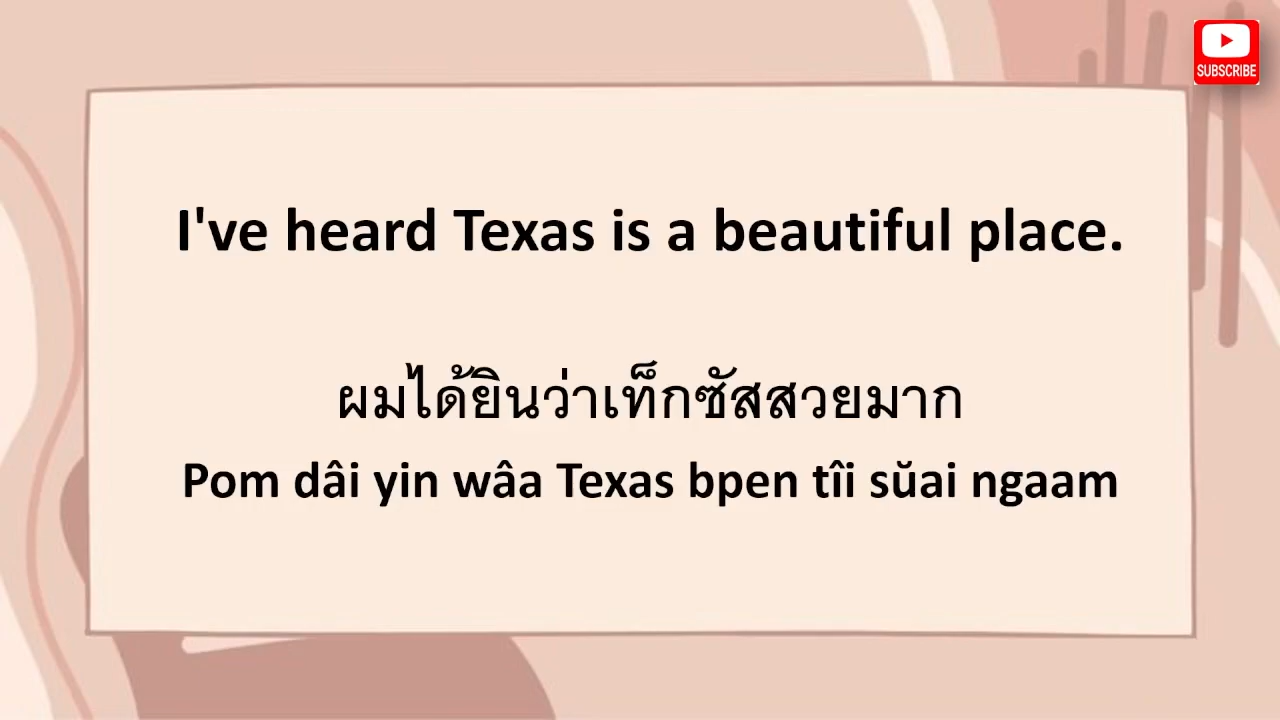 SUBSCRIBE
I've heard Texas is a beautiful place.
ผมได้ยินว่าเท็กซัสสวยมาก
Pom dâi yin wâa Texas bpen tîi sŭai ngaam